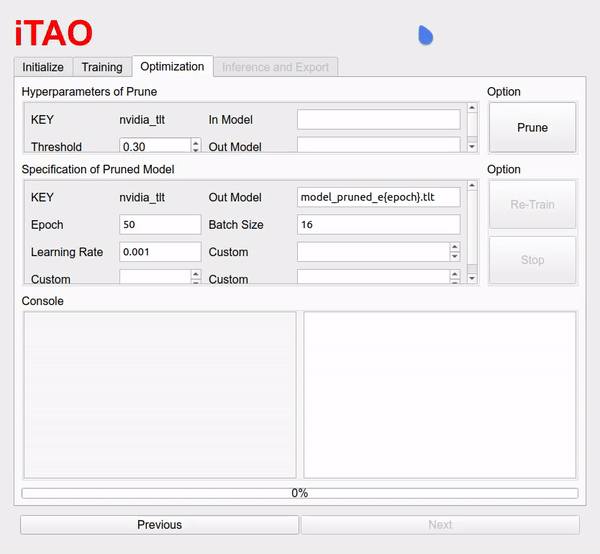 iTAO
Initialize Training Optimization Inference and Export
Hyperparameters of Prune Option
KEY nvidia_tlt In Model
Prune
Threshold 0.30 Out Model
Specification of Pruned Model Option
KEY nvidia_tlt Out Model model_pruned_e{epoch}.tlt
Re-Train
Epoch 50 Batch Size 16
Learning Rate 0.001 Custom
Stop
Custom Custom
Console
0%
Previous Next